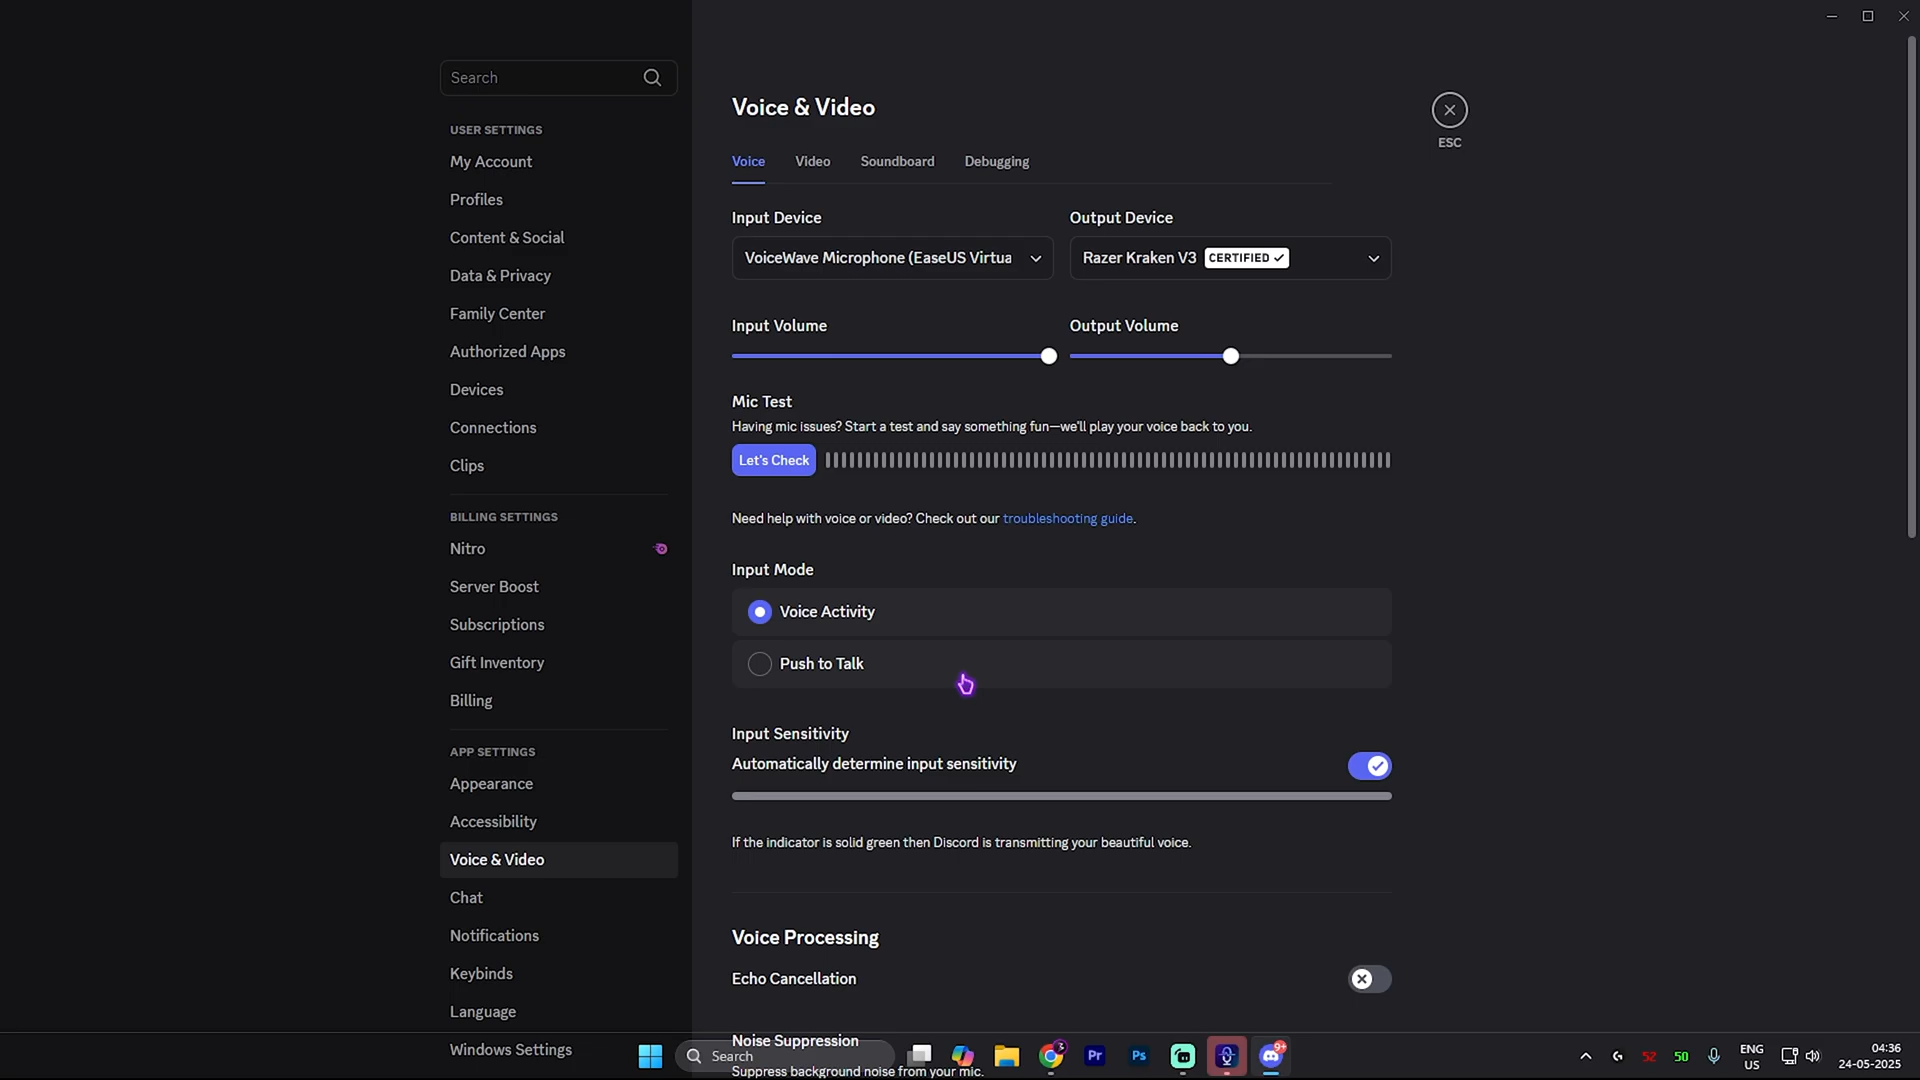 Search
USER SETTINGS
My Account
Profiles
Content & Social
Data & Privacy
Family Center
Authorized Apps
Devices
Connections
Clips
BILLING SETTINGS
Nitro
Server Boost
Subscriptions
Gift Inventory
Billing
APP SETTINGS
Appearance
Accessibility
Voice & Video
Chat
Notifications
Keybinds
Language
Windows Settings
Voice & Video
ESC
Voice Video Soundboard Debugging
Input Device Output Device
VoiceWave Microphone (EaseUS Virtua Razer Kraken V3 CERTIFIED
Input Volume Output Volume
Mic Test
Having mic issues? Start a test and say something fun—we'll play your voice back to you.
Let's Check
Need help with voice or video? Check out our troubleshooting guide.
Input Mode
Voice Activity
Push to Talk
Input Sensitivity
Automatically determine input sensitivity
If the indicator is solid green then Discord is transmitting your beautiful voice.
Voice Processing
Echo Cancellation
Noise Suppression
Suppress background noise from your mic.
Search
3
Pr
Ps
9+
52
50
ENG
US
04:36
24-05-2025